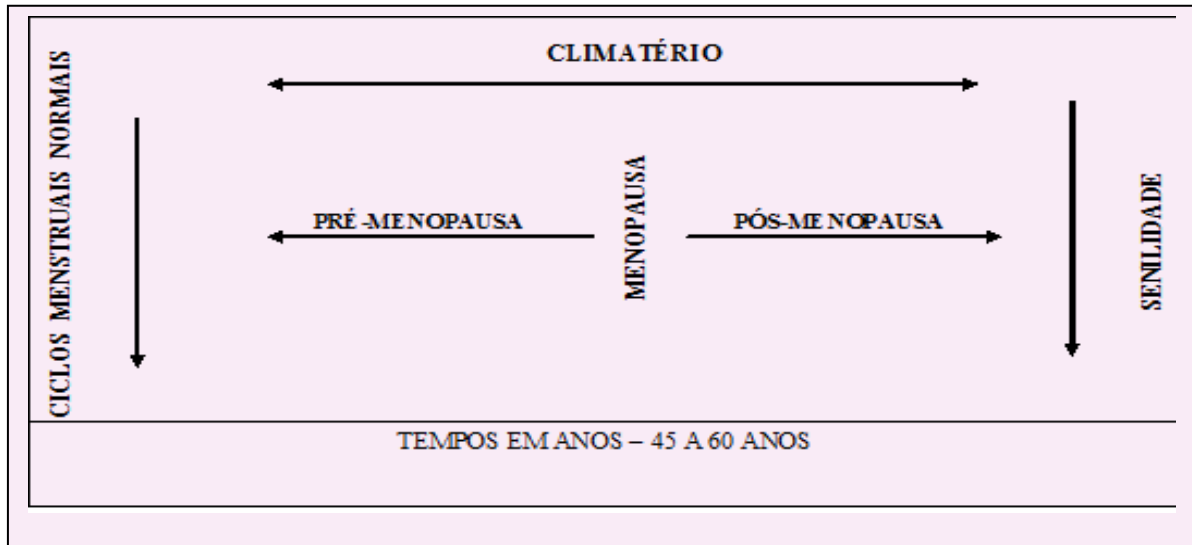 CICLOS MENSTRUAIS NORMAIS
CLIMATÉRIO
PRÉ-MENOPAUSA
MENOPAUSA
PÓS-MENOPAUSA
SENILIDADE
TEMPOS EM ANOS – 45 A 60 ANOS